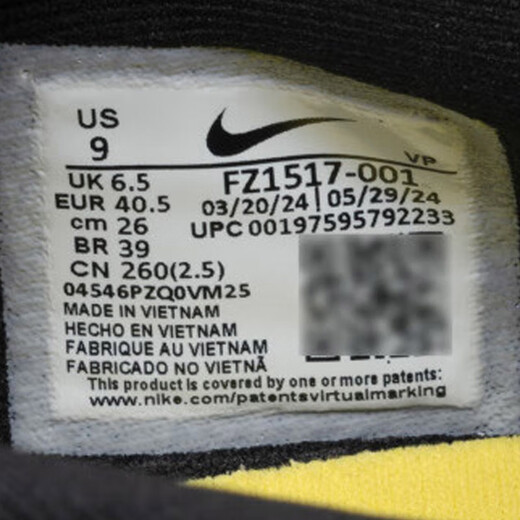 US
9
VP
UK 6.5
FZ1517-001
EUR 40.5
03/20/24 | 05/29/24
cm 26
UPC 00197595792233
BR 39
CN 260(2.5)
04546PZQ0VM25
MADE IN VIETNAM
HECHO EN VIETNAM
FABRIQUE AU VIETNAM
FABRICADO NO VIETNÃ
This product is covered by one or more patents:
www.nike.com/patentsvirtualmarking